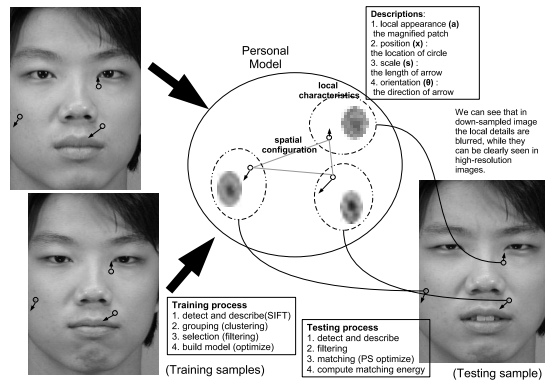 Descriptions:
1. local appearance (a)
the magnified patch
2. position (x) :
the location of circle
3. scale (s) :
the length of arrow
4. orientation (θ) :
the direction of arrow
Personal
Model
local
characteristics
spatial
configuration
We can see that in
down-sampled image
the local details are
blurred, while they
can be clearly seen in
high-resolution
images.
Training process
1. detect and describe(SIFT)
2. grouping (clustering)
3. selection (filtering)
4. build model (optimize)
Testing process
1. detect and describe
2. filtering
3. matching (PS optimize)
4. compute matching energy
(Training samples)
(Testing sample)